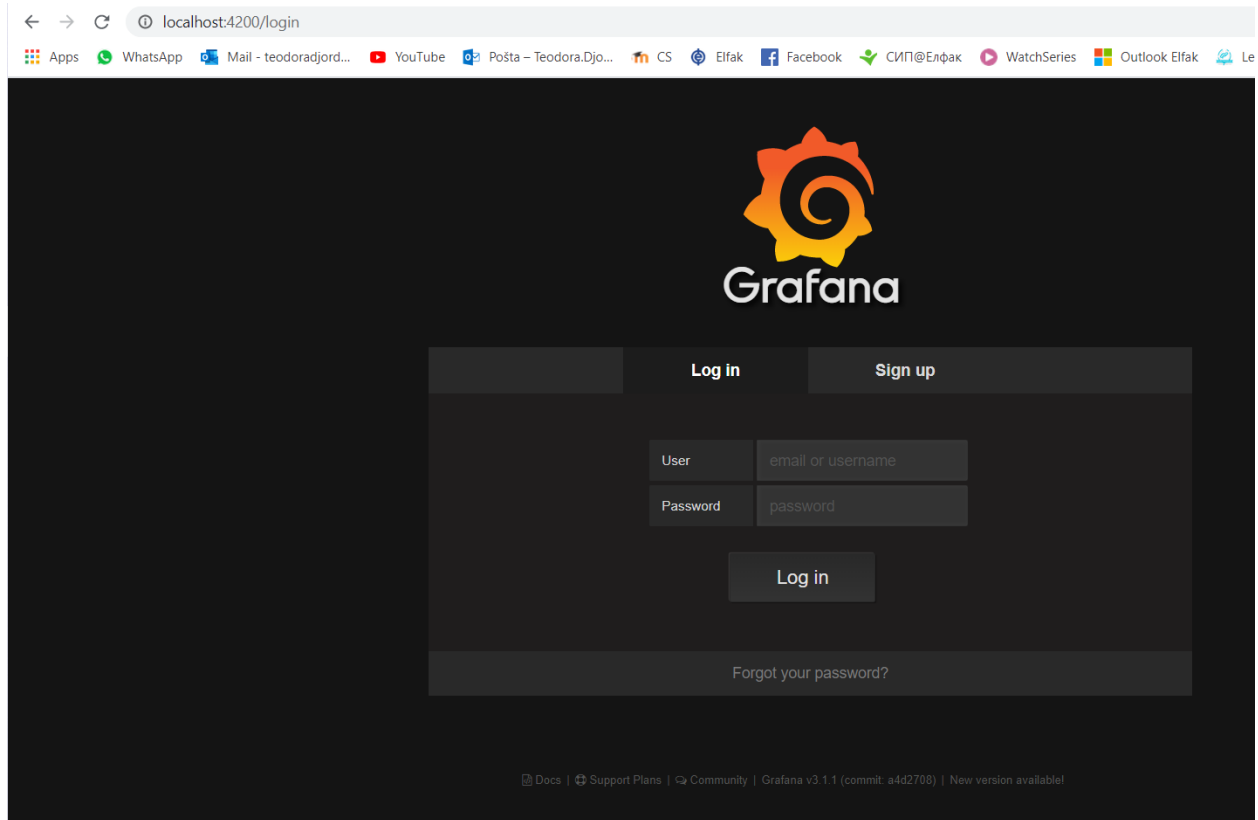 localhost:4200/login
Apps WhatsApp Mail - teodoradjord... YouTube Pošta – Teodora.Djo... CS Elfak Facebook СИП@Елфак WatchSeries Outlook Elfak Le
Grafana
Log in Sign up
User email or username
Password password
Log in
Forgot your password?
Docs | Support Plans | Community | Grafana v3.1.1 (commit: a4d2708) | New version available!